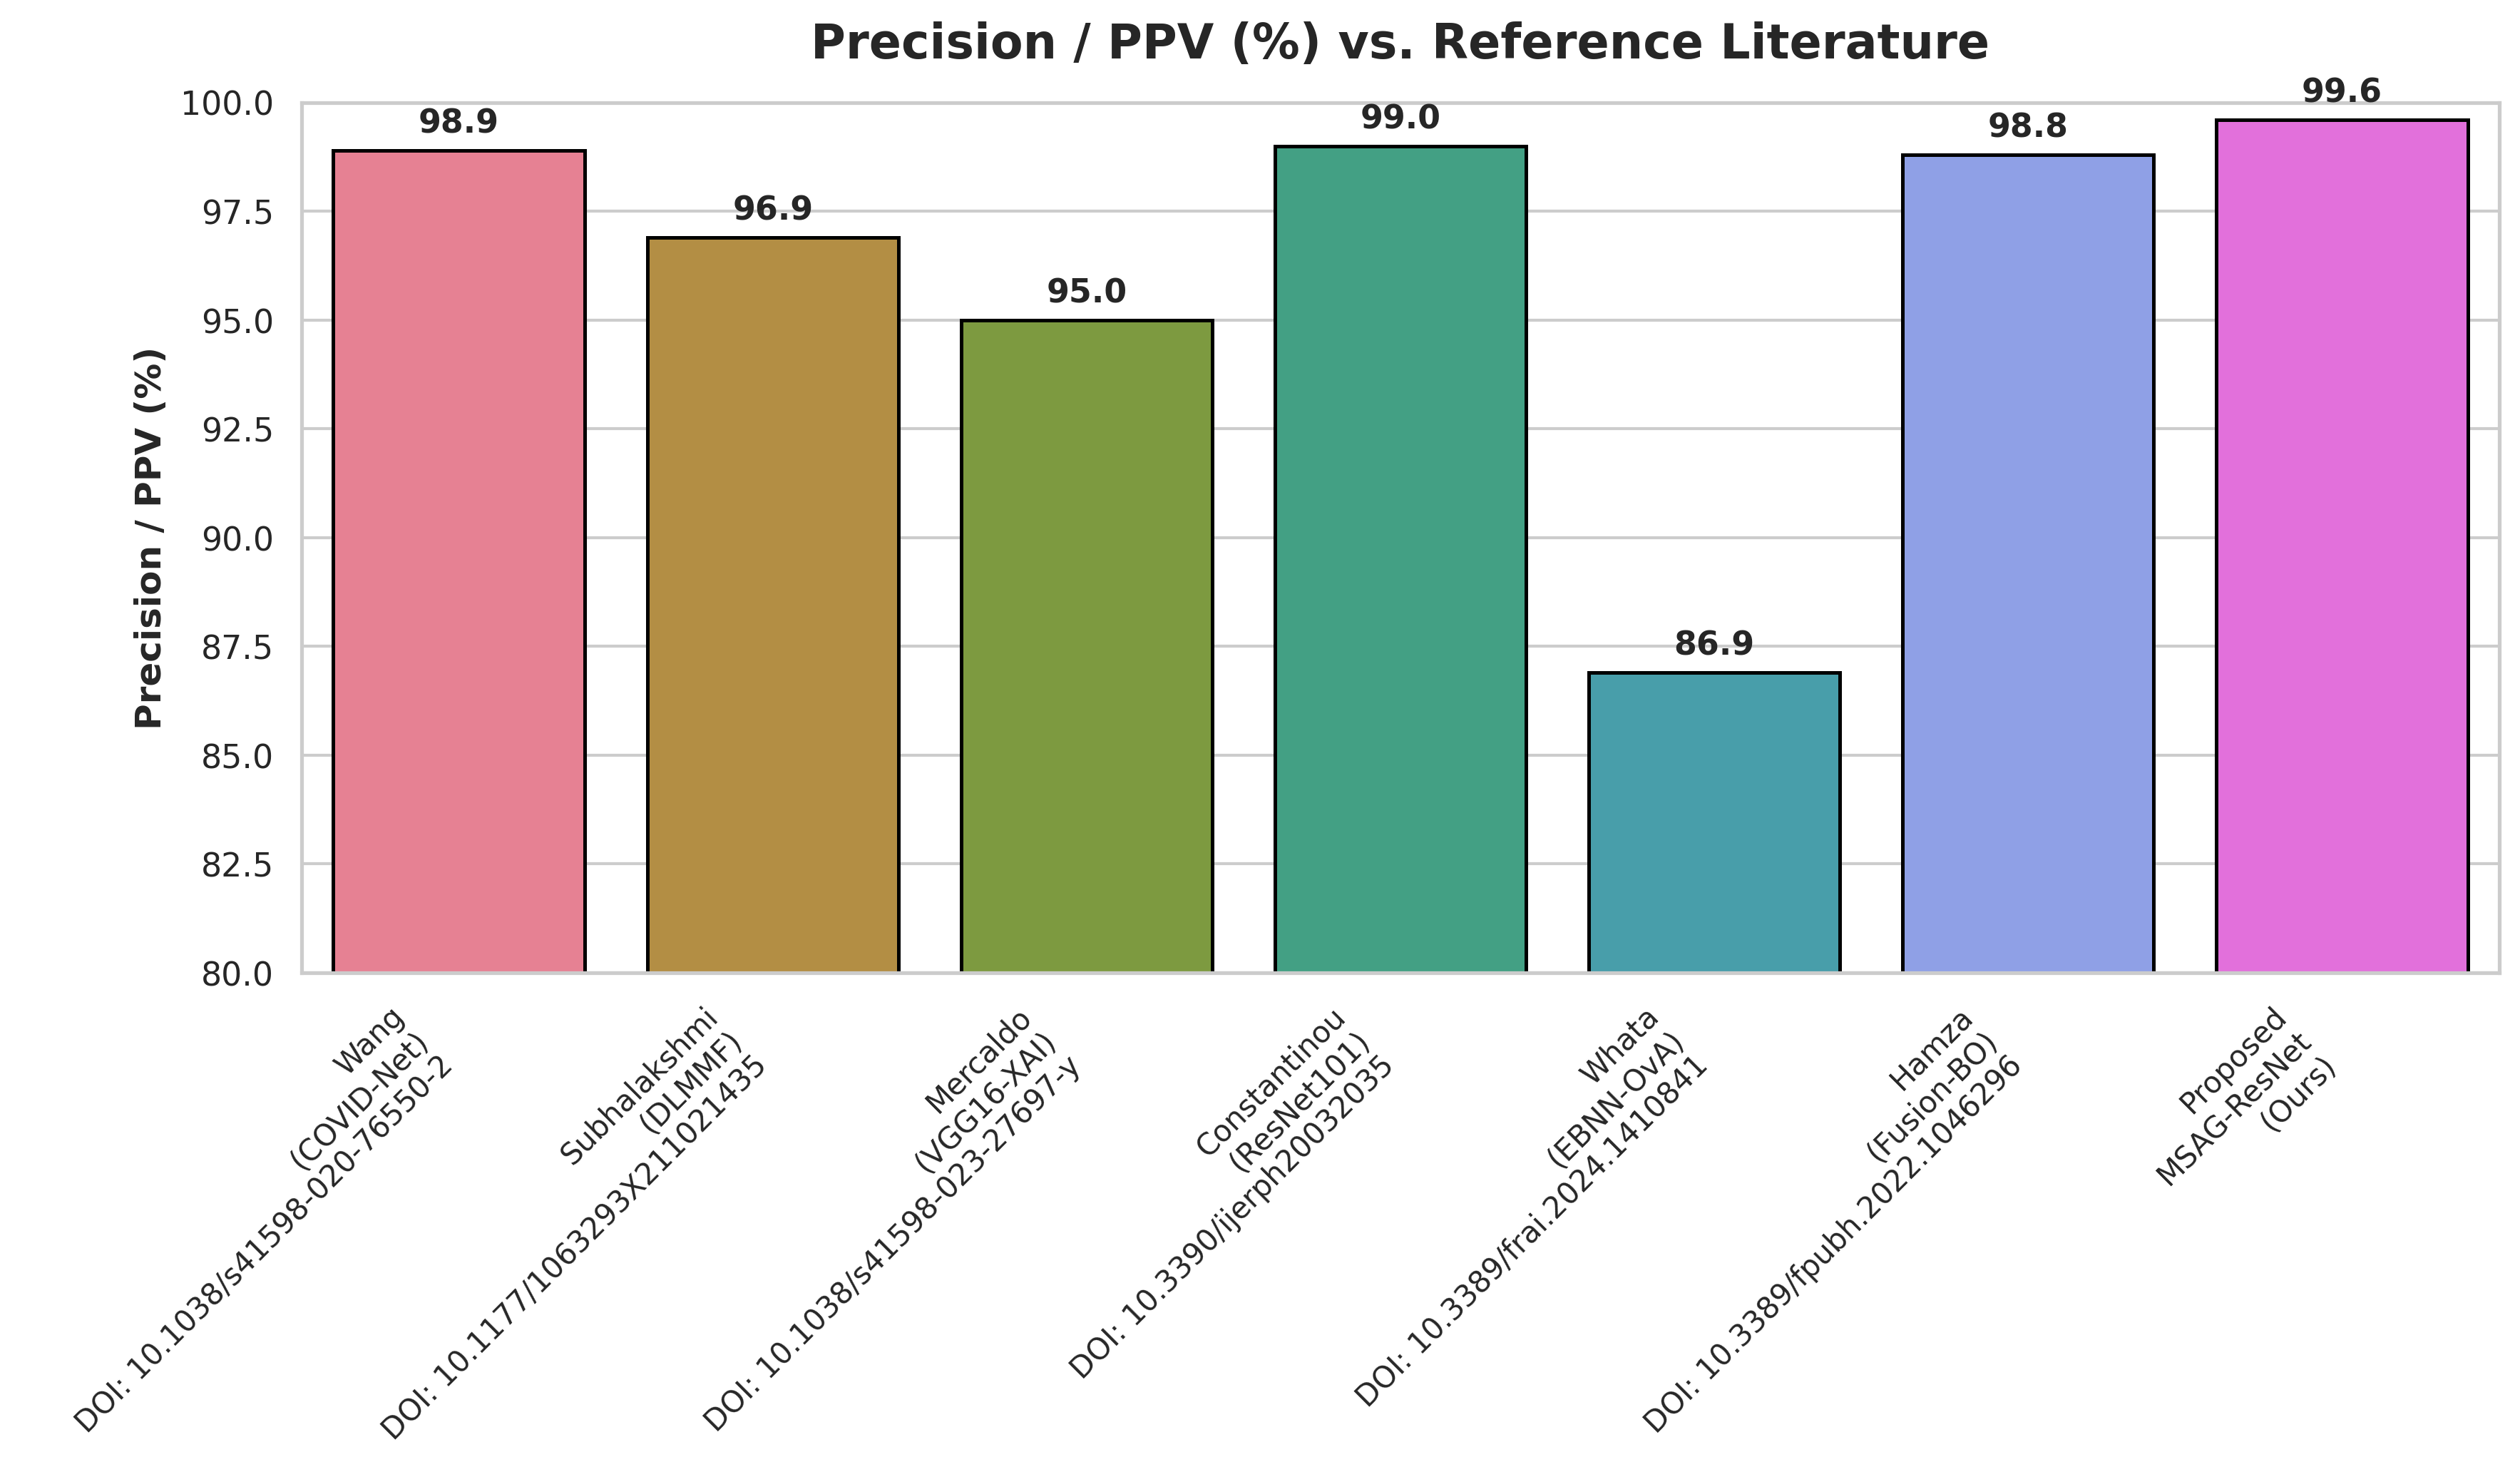 Precision / PPV (%) vs. Reference Literature
Precision / PPV (%)
100.0
97.5
95.0
92.5
90.0
87.5
85.0
82.5
80.0
98.9
96.9
95.0
99.0
86.9
98.8
99.6
Wang
(COVID-Net)
DOI: 10.1038/s41598-020-76550-2
Subhalakshmi
(DLMMF)
DOI: 10.1177/1063293X211021435
Mercaldo
(VGG16-XAI)
DOI: 10.1038/s41598-023-27697-y
Constantinou
(ResNet101)
DOI: 10.3390/ijerph20032035
Whata
(EBNN-OvA)
DOI: 10.3389/frai.2024.1410841
Hamza
(Fusion-BO)
DOI: 10.3389/fpubh.2022.1046296
Proposed
MSAG-ResNet
(Ours)